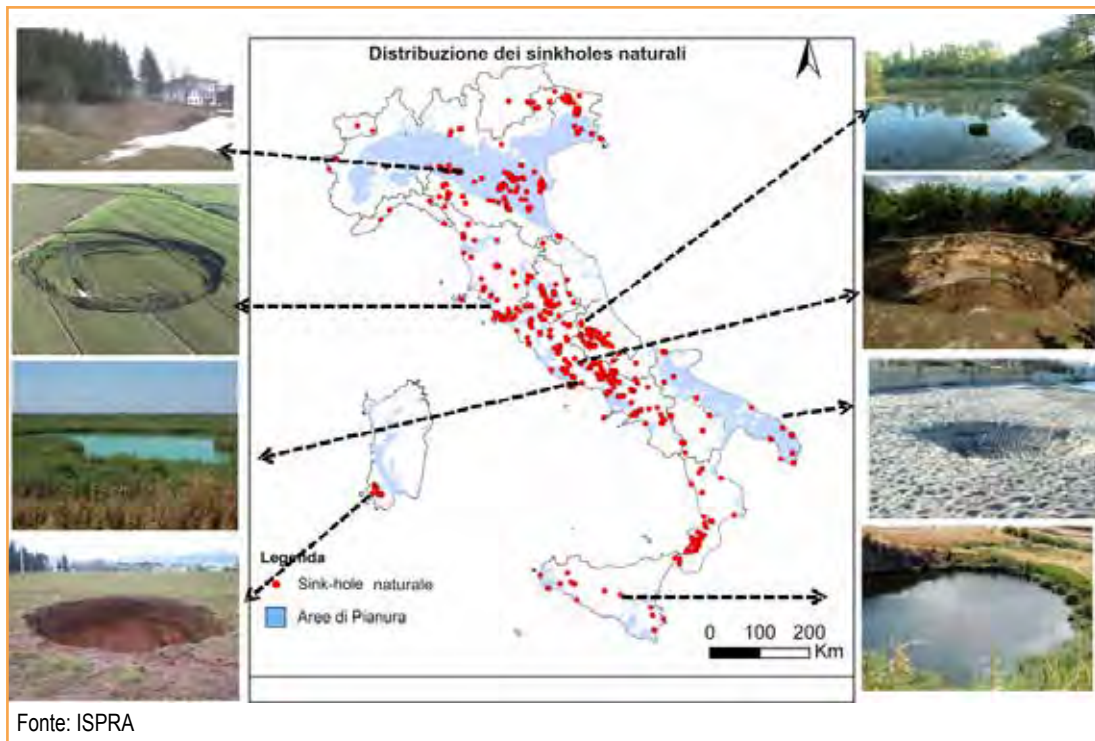 Distribuzione dei sinkholes naturali
Legenda
Sink-hole naturale
Aree di Pianura
0 100 200
Km
Fonte: ISPRA